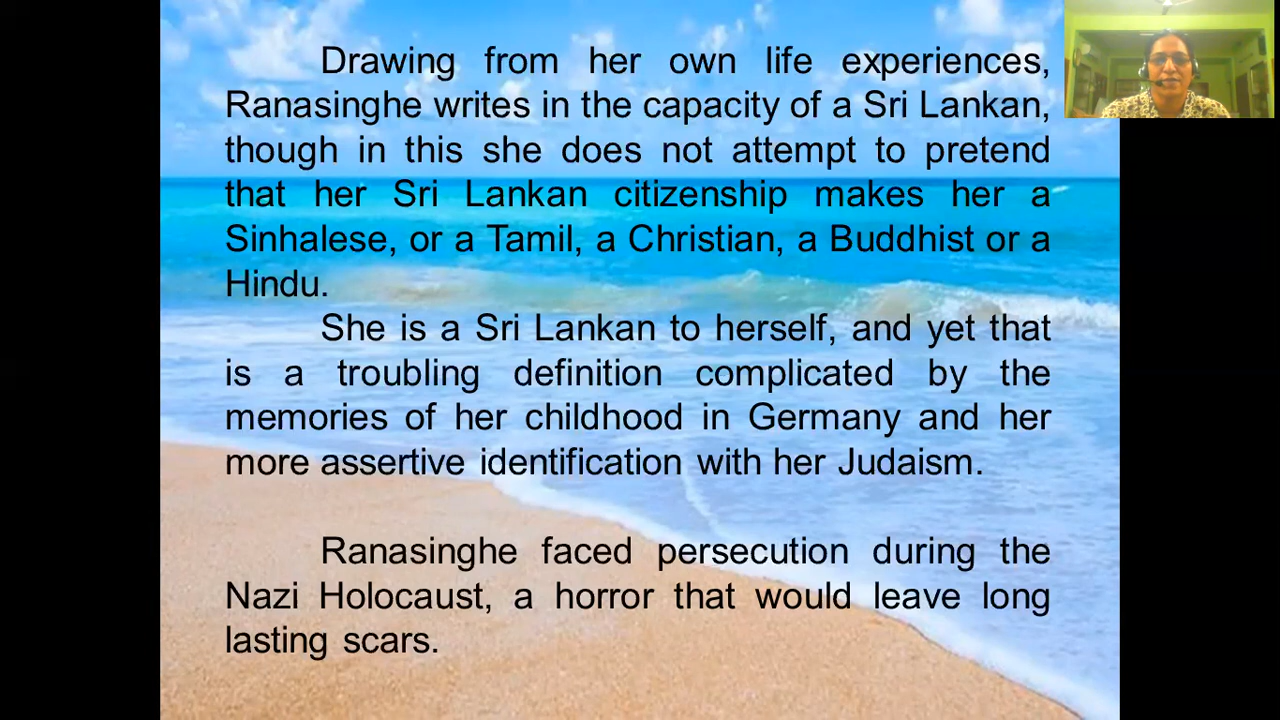 Drawing from her own life experiences,
Ranasinghe writes in the capacity of a Sri Lankan,
though in this she does not attempt to pretend
that her Sri Lankan citizenship makes her a
Sinhalese, or a Tamil, a Christian, a Buddhist or a
Hindu.
She is a Sri Lankan to herself, and yet that
is a troubling definition complicated by the
memories of her childhood in Germany and her
more assertive identification with her Judaism.
Ranasinghe faced persecution during the
Nazi Holocaust, a horror that would leave long
lasting scars.